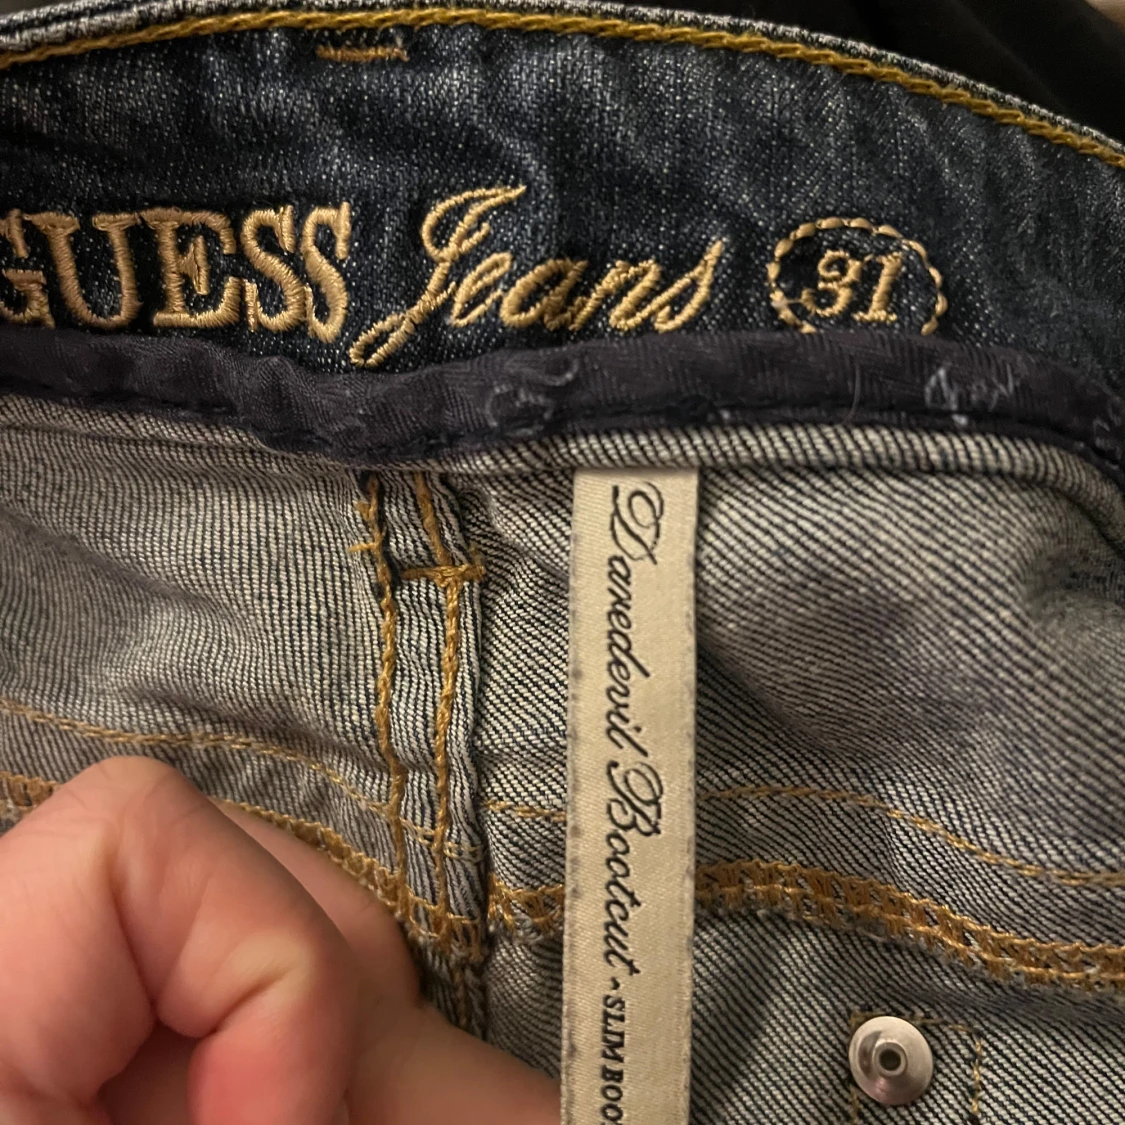 GUESS Jeans 31
Daredevil Bootcut ~ SLIM BOO